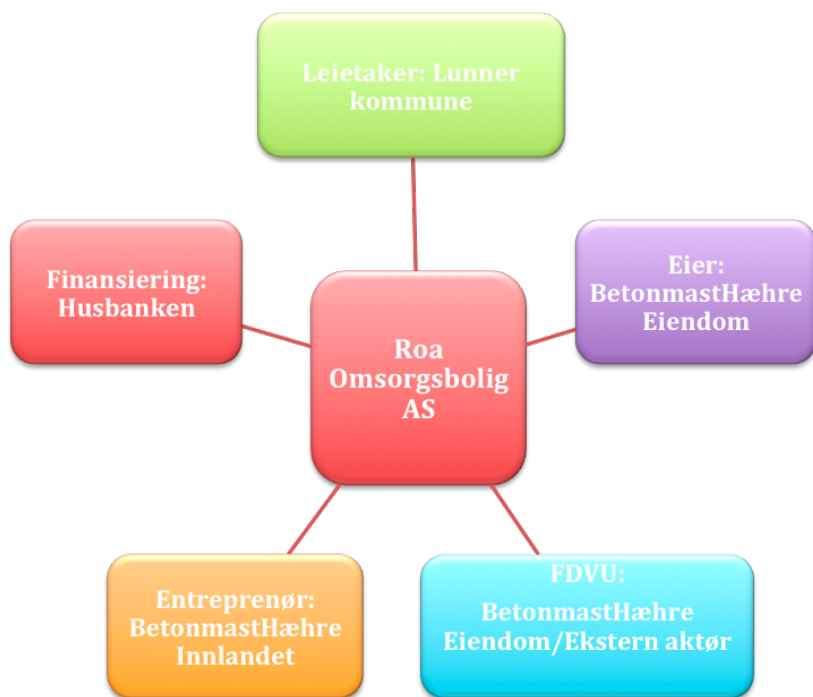 Leietaker: Lunner
kommune
Finansiering:
Husbanken
Eier:
BetonmastHæhre
Eiendom
Roa
Omsorgsbolig
AS
Entreprenør:
BetonmastHæhre
Innlandet
FDVU:
BetonmastHæhre
Eiendom/Ekstern aktør